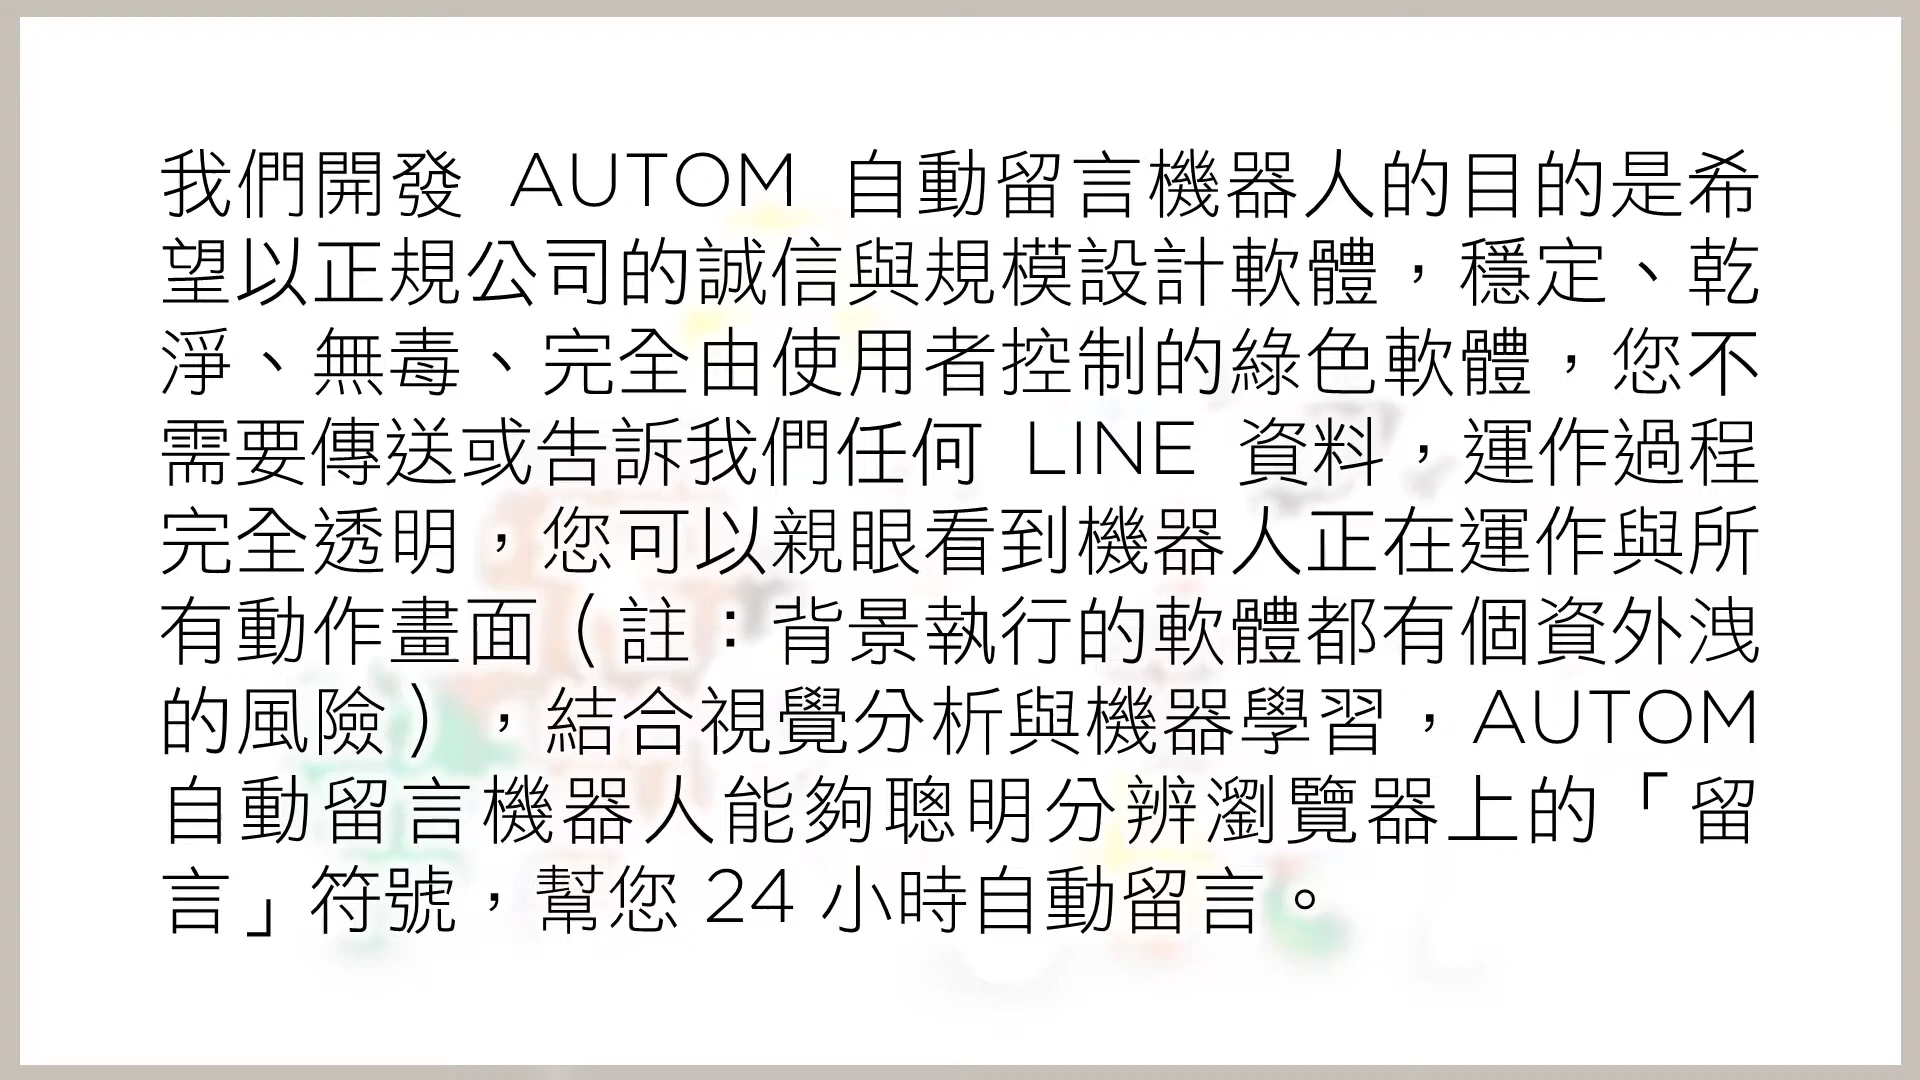 我們開發 AUTOM 自動留言機器人的目的是希
望以正規公司的誠信與規模設計軟體，穩定、乾
淨、無毒、完全由使用者控制的綠色軟體，您不
需要傳送或告訴我們任何 LINE 資料，運作過程
完全透明，您可以親眼看到機器人正在運作與所
有動作畫面（註：背景執行的軟體都有個資外洩
的風險），結合視覺分析與機器學習，AUTOM
自動留言機器人能夠聰明分辨瀏覽器上的「留
言」符號，幫您 24 小時自動留言。